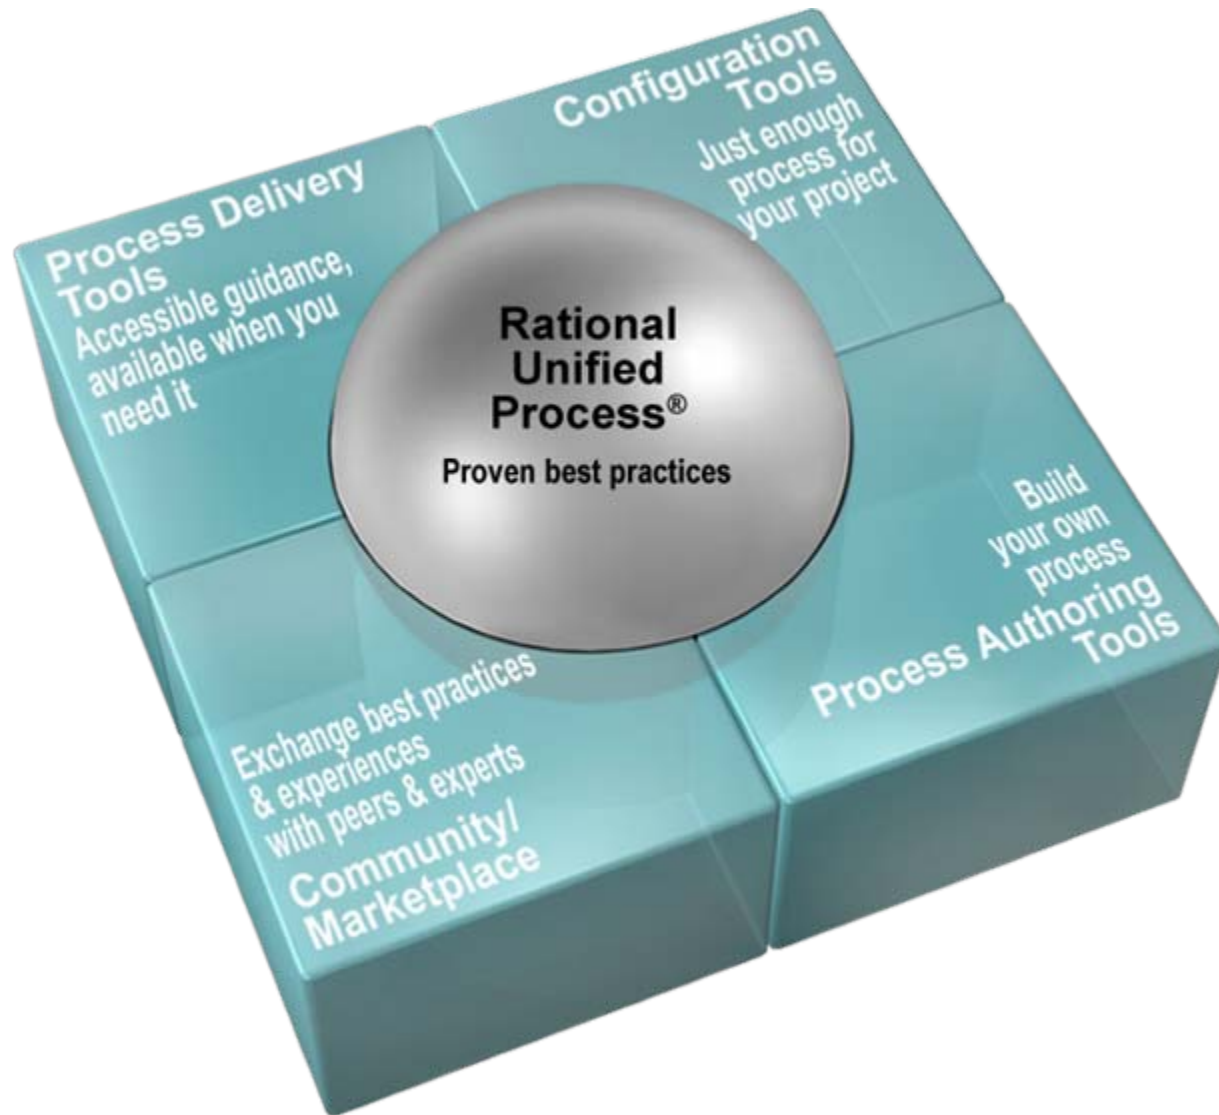 Configuration
Tools
Just enough
process for
your project
Process Delivery
Tools
Accessible guidance,
available when you
need it
Rational
Unified
Process®
Proven best practices
Build
your own
process
Process Authoring
Tools
Exchange best practices
& experiences
with peers & experts
Community/
Marketplace